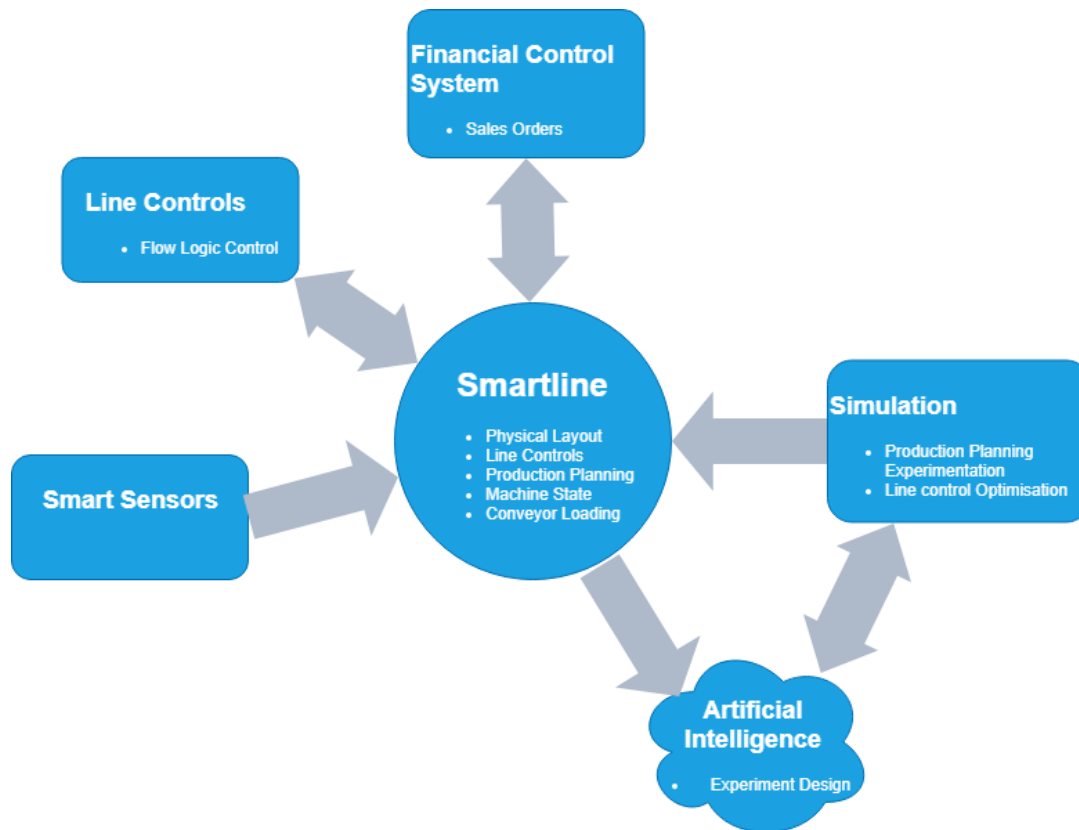 Financial Control
System
• Sales Orders
Line Controls
• Flow Logic Control
Smartline
• Physical Layout
• Line Controls
• Production Planning
• Machine State
• Conveyor Loading
Simulation
• Production Planning
Experimentation
• Line control Optimisation
Smart Sensors
Artificial
Intelligence
• Experiment Design